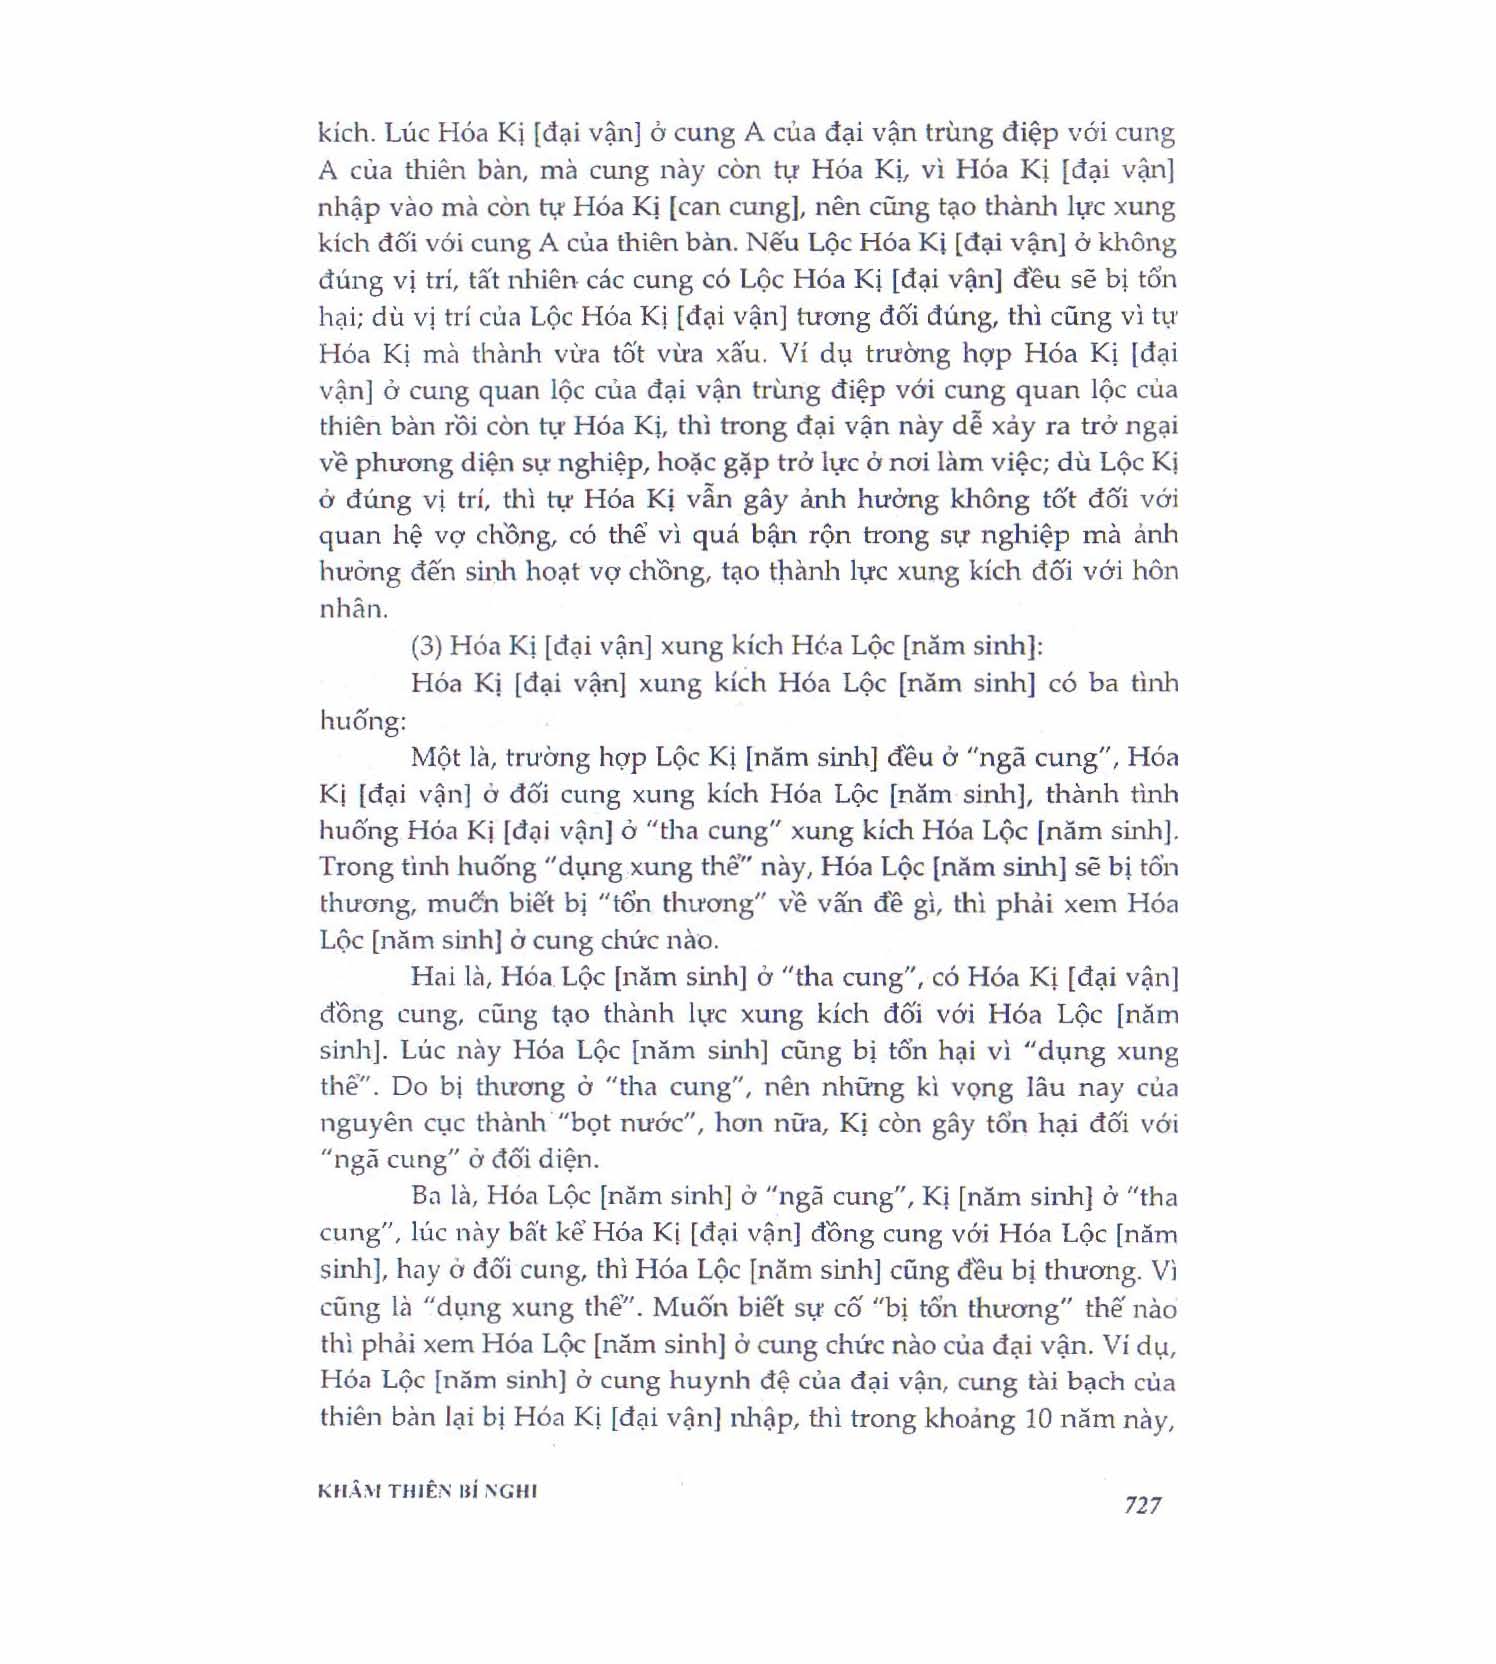 kích. Lúc Hóa Kị [đại vận] ở cung A của đại vận trùng điệp với cung
A của thiên bàn, mà cung này còn tự Hóa Kị, vì Hóa Kị [đại vận]
nhập vào mà còn tự Hóa Kị [can cung], nên cũng tạo thành lực xung
kích đối với cung A của thiên bàn. Nếu Lộc Hóa Kị [đại vận] ở không
đúng vị trí, tất nhiên các cung có Lộc Hóa Kị [đại vận] đều sẽ bị tổn
hại; dù vị trí của Lộc Hóa Kị [đại vận] tương đối đúng, thì cũng vì tự
Hóa Kị mà thành vừa tốt vừa xấu. Ví dụ trường hợp Hóa Kị [đại
vận] ở cung quan lộc của đại vận trùng điệp với cung quan lộc của
thiên bàn rồi còn tự Hóa Kị, thì trong đại vận này dễ xảy ra trở ngại
về phương diện sự nghiệp, hoặc gặp trở lực ở nơi làm việc; dù Lộc Kị
ở đúng vị trí, thì tự Hóa Kị vẫn gây ảnh hưởng không tốt đối với
quan hệ vợ chồng, có thể vì quá bận rộn trong sự nghiệp mà ảnh
hưởng đến sinh hoạt vợ chồng, tạo thành lực xung kích đối với hôn
nhân.
(3) Hóa Kị [đại vận] xung kích Hóa Lộc [năm sinh]:
Hóa Kị [đại vận] xung kích Hóa Lộc [năm sinh] có ba tình
huống:
Một là, trường hợp Lộc Kị [năm sinh] đều ở "ngã cung", Hóa
Kị [đại vận] ở đối cung xung kích Hóa Lộc [năm sinh], thành tình
huống Hóa Kị [đại vận] ở "tha cung" xung kích Hóa Lộc [năm sinh].
Trong tình huống "dụng xung thể" này, Hóa Lộc [năm sinh] sẽ bị tổn
thương, muốn biết bị "tổn thương" về vấn đề gì, thì phải xem Hóa
Lộc [năm sinh] ở cung chức nào.
Hai là, Hóa Lộc [năm sinh] ở "tha cung", có Hóa Kị [đại vận]
đồng cung, cũng tạo thành lực xung kích đối với Hóa Lộc [năm
sinh]. Lúc này Hóa Lộc [năm sinh] cũng bị tổn hại vì "dụng xung
thể". Do bị thương ở "tha cung", nên những kì vọng lâu nay của
nguyên cục thành "bọt nước", hơn nữa, Kị còn gây tổn hại đối với
"ngã cung" ở đối diện.
Ba là, Hóa Lộc [năm sinh] ở "ngã cung", Kị [năm sinh] ở "tha
cung", lúc này bất kể Hóa Kị [đại vận] đồng cung với Hóa Lộc [năm
sinh], hay ở đối cung, thì Hóa Lộc [năm sinh] cũng đều bị thương. Vì
cũng là "dụng xung thể". Muốn biết sự cố "bị tổn thương" thế nào
thì phải xem Hóa Lộc [năm sinh] ở cung chức nào của đại vận. Ví dụ,
Hóa Lộc [năm sinh] ở cung huynh đệ của đại vận, cung tài bạch của
thiên bàn lại bị Hóa Kị [đại vận] nhập, thì trong khoảng 10 năm này,
KHÂM THIÊN BÍ NGHI
727